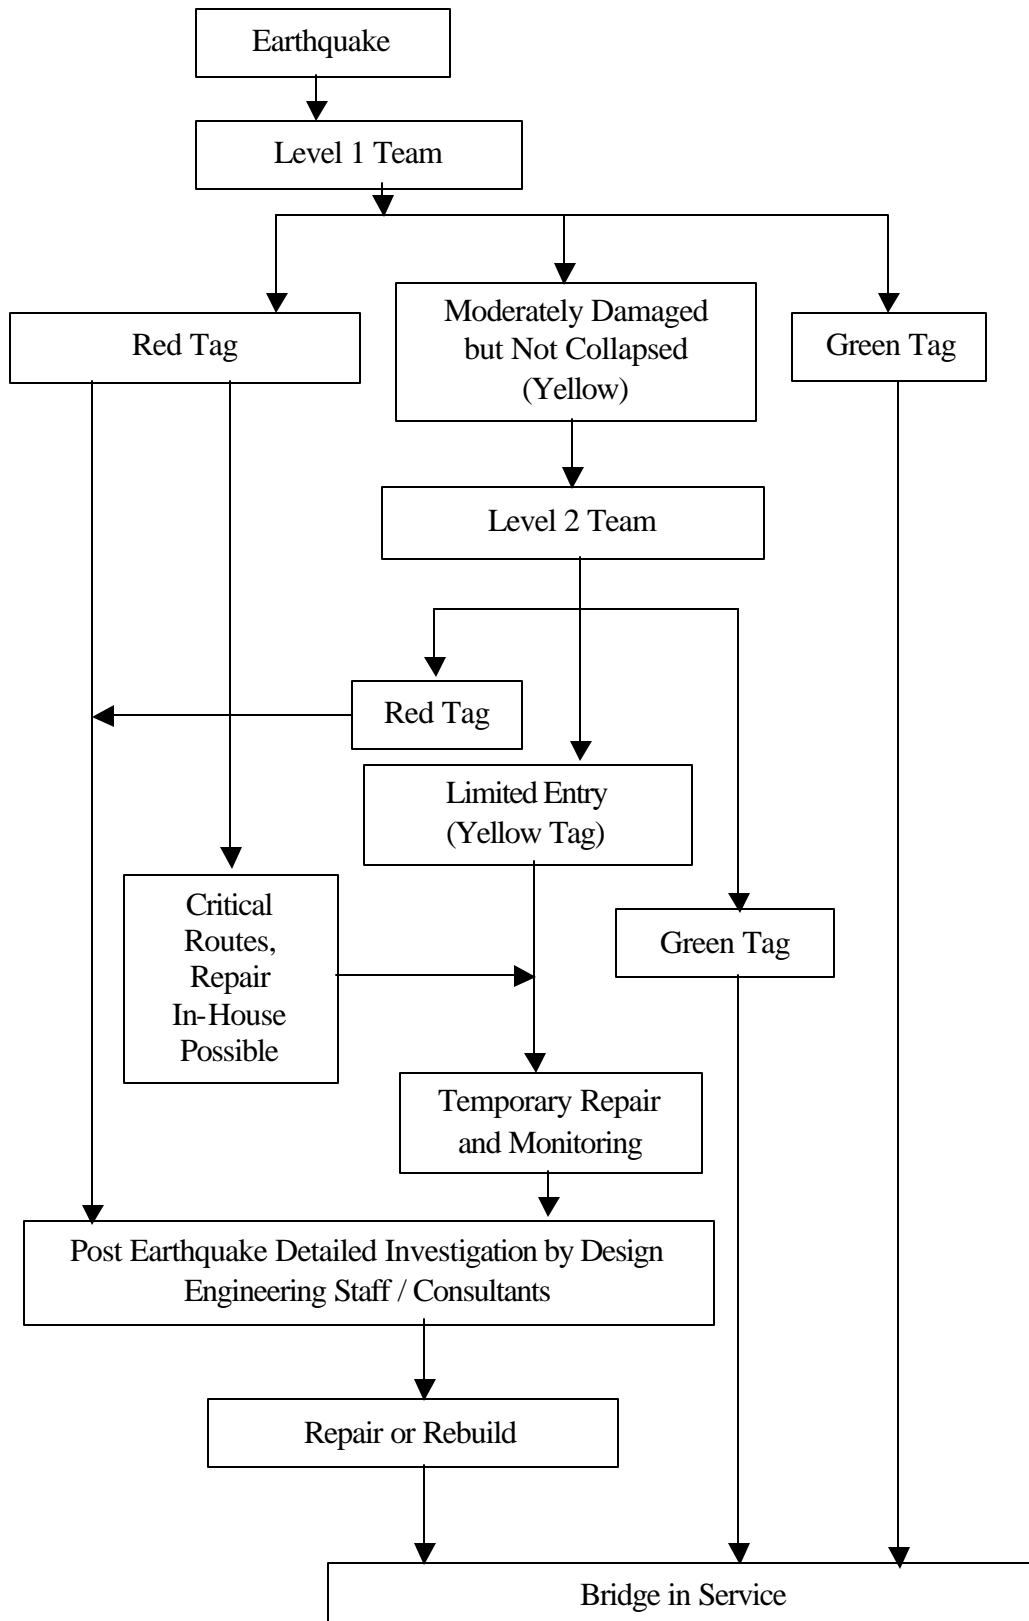 Earthquake
Level 1 Team
Red Tag
Moderately Damaged
but Not Collapsed
(Yellow)
Green Tag
Level 2 Team
Red Tag
Limited Entry
(Yellow Tag)
Critical
Routes,
Repair
In-House
Possible
Green Tag
Temporary Repair
and Monitoring
Post Earthquake Detailed Investigation by Design
Engineering Staff / Consultants
Repair or Rebuild
Bridge in Service